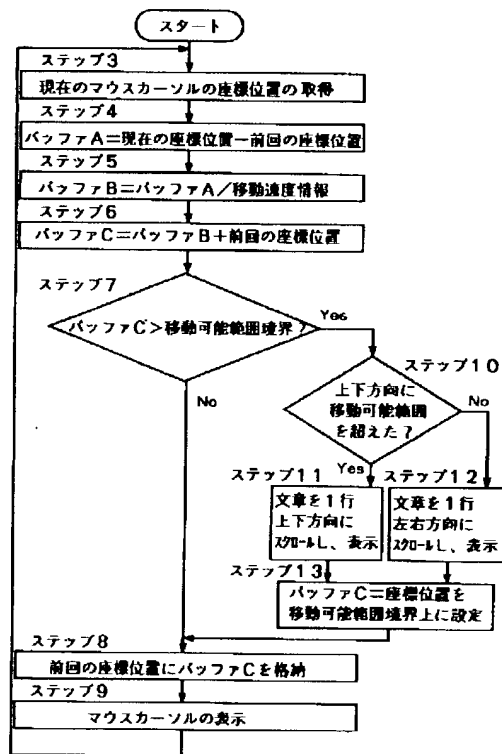 スタート
ステップ3
現在のマウスカーソルの座標位置の取得
ステップ4
バッファA=現在の座標位置ー前回の座標位置
ステップ5
バッファB=バッファA/移動速度情報
ステップ6
バッファC=バッファB+前回の座標位置
ステップ7
バッファC>移動可能範囲境界?
Yes
No
ステップ10
上下方向に
移動可能範囲
を超えた?
No
Yes
ステップ11
文章を1行
上下方向に
スクロールし、表示
ステップ12
文章を1行
左右方向に
スクロールし、表示
ステップ13
バッファC=座標位置を
移動可能範囲境界上に設定
ステップ8
前回の座標位置にバッファCを格納
ステップ9
マウスカーソルの表示